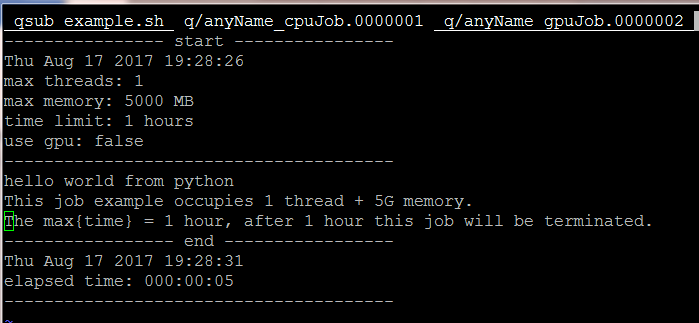 qsub example.sh  q/anyName_cpuJob.0000001  q/anyName_gpuJob.0000002
--------------- start ---------------
Thu Aug 17 2017 19:28:26
max threads: 1
max memory: 5000 MB
time limit: 1 hours
use gpu: false
-------------------------------------
hello world from python
This job example occupies 1 thread + 5G memory.
The max{time} = 1 hour, after 1 hour this job will be terminated.
---------------- end ----------------
Thu Aug 17 2017 19:28:31
elapsed time: 000:00:05
-------------------------------------
~